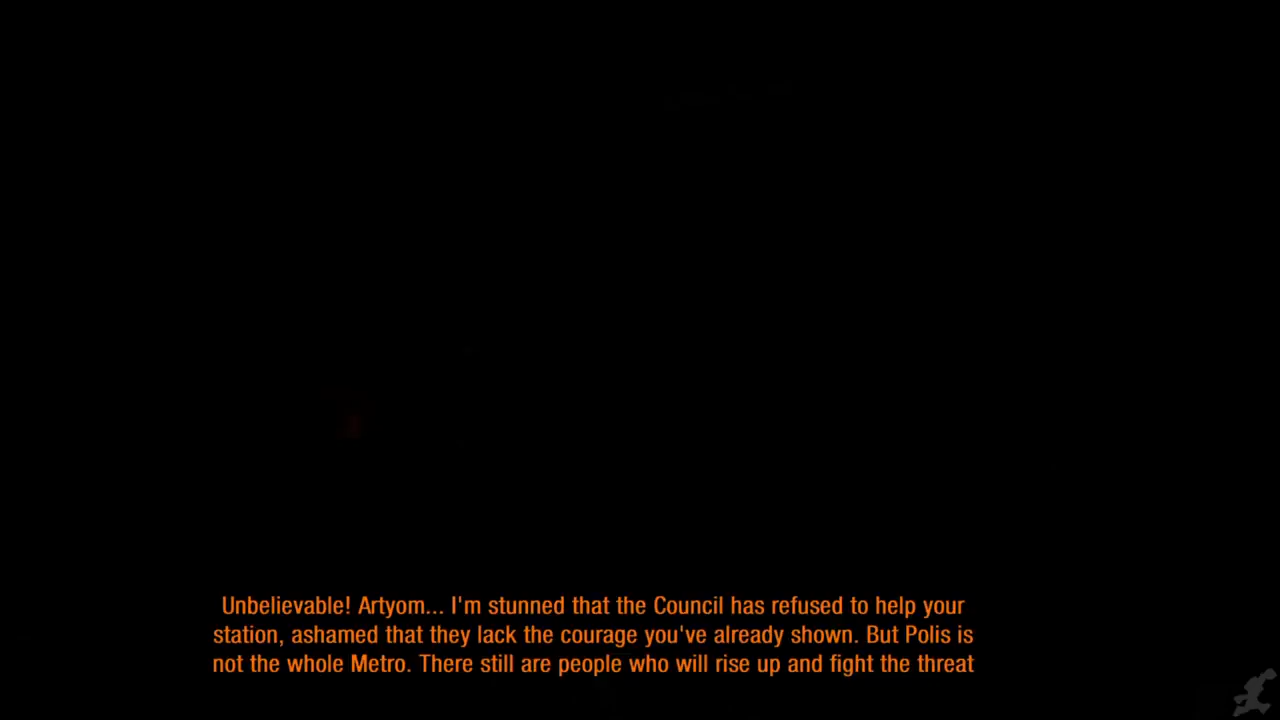 Unbelievable! Artyom... I'm stunned that the Council has refused to help your
station, ashamed that they lack the courage you've already shown. But Polis is
not the whole Metro. There still are people who will rise up and fight the threat